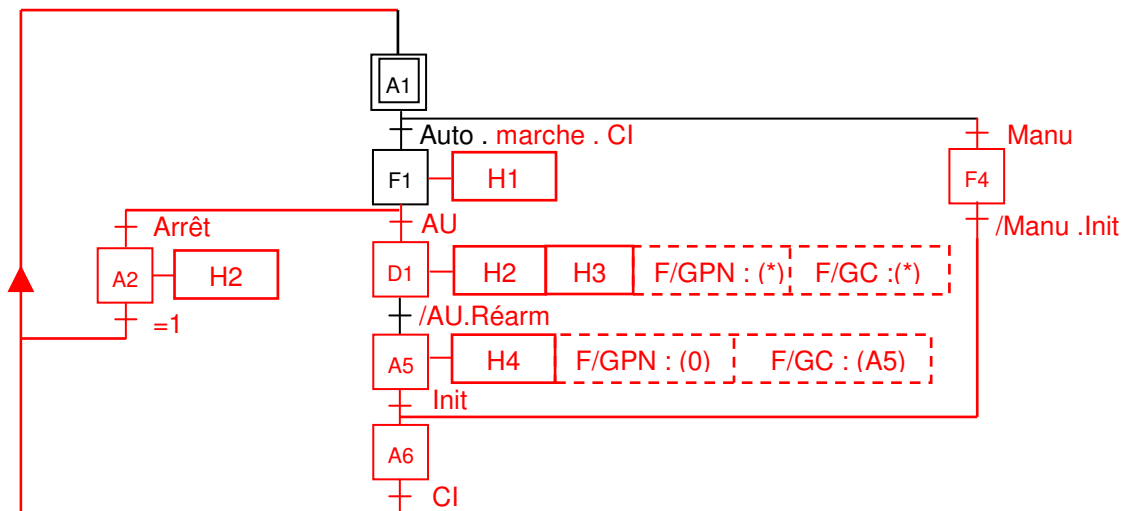 A1
Auto . marche . CI
Manu
F1
H1
F4
Arrêt
AU
/Manu .Init
A2
H2
D1
H2
H3
F/GPN : (*)
F/GC :(*)
=1
/AU.Réarm
A5
H4
F/GPN : (0)
F/GC : (A5)
Init
A6
CI